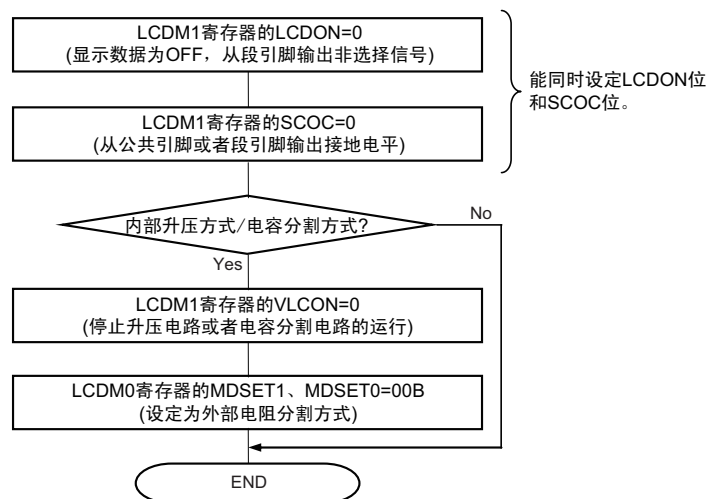 LCDM1寄存器的LCDON=0
(显示数据为OFF，从段引脚输出非选择信号)
能同时设定LCDON位
和SCOC位。
LCDM1寄存器的SCOC=0
(从公共引脚或者段引脚输出接地电平)
内部升压方式/电容分割方式?
No
Yes
LCDM1寄存器的VLCON=0
(停止升压电路或者电容分割电路的运行)
LCDM0寄存器的MDSET1、MDSET0=00B
(设定为外部电阻分割方式)
END